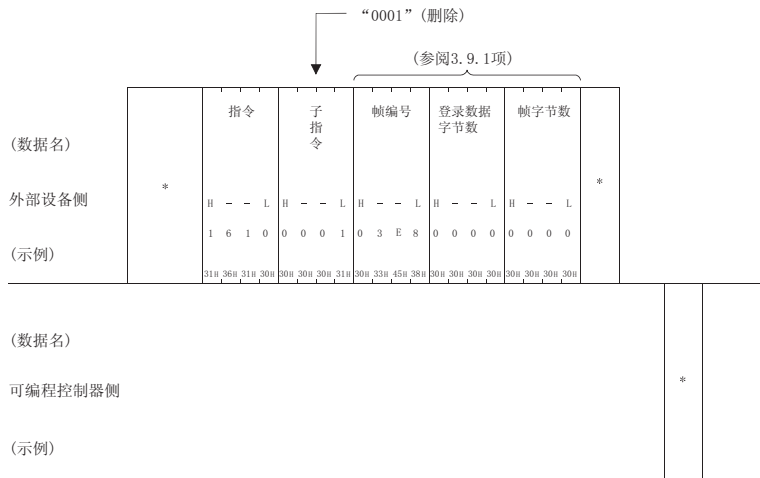 “0001”(删除)
(参阅3.9.1项)
指令 子指令 帧编号 登录数据字节数 帧字节数
(数据名)
* *
外部设备侧
H — — L H — — L H — — L H — — L H — — L
1 6 1 0 0 0 0 1 0 3 E 8 0 0 0 0 0 0 0 0
(示例)
31H 36H 31H 30H 30H 30H 30H 31H 30H 33H 45H 38H 30H 30H 30H 30H 30H 30H 30H 30H
(数据名)
*
可编程控制器侧
(示例)